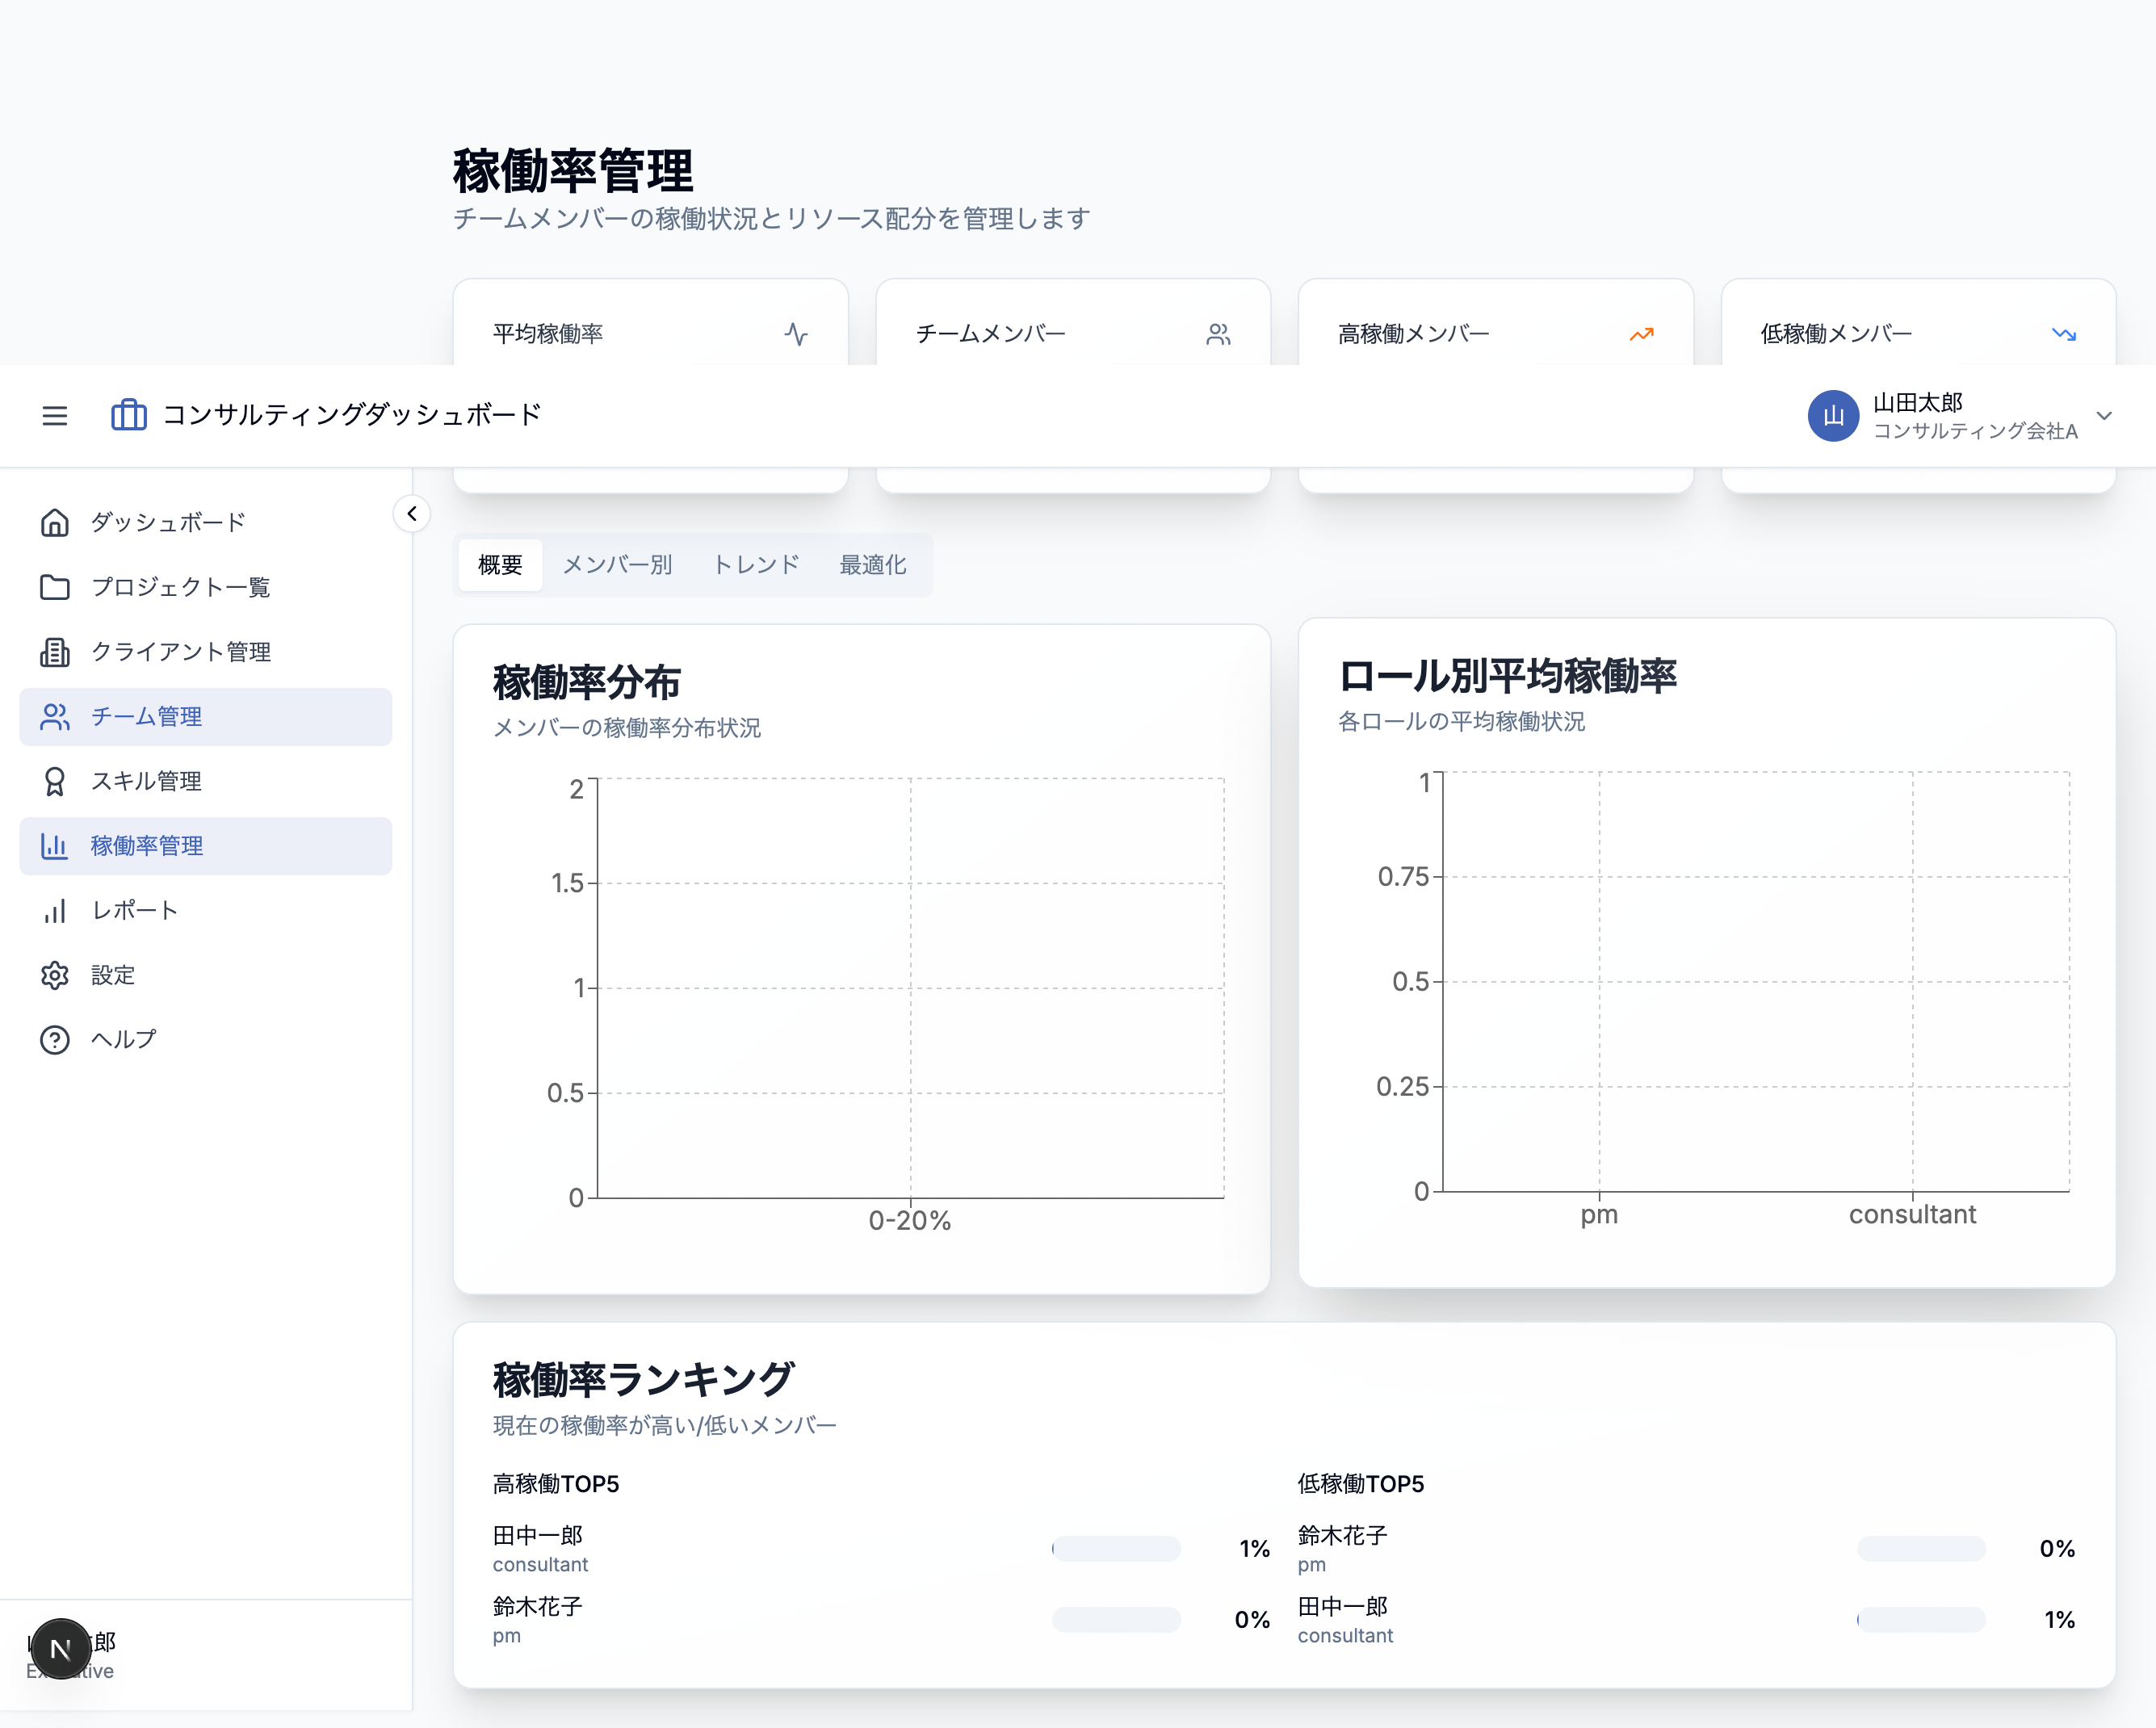 稼働率管理
チームメンバーの稼働状況とリソース配分を管理します
平均稼働率
チームメンバー
高稼働メンバー
低稼働メンバー
コンサルティングダッシュボード
山
山田太郎
コンサルティング会社A
ダッシュボード
プロジェクト一覧
クライアント管理
チーム管理
スキル管理
稼働率管理
レポート
設定
ヘルプ
概要
メンバー別
トレンド
最適化
稼働率分布
メンバーの稼働率分布状況
2
1.5
1
0.5
0
0-20%
ロール別平均稼働率
各ロールの平均稼働状況
1
0.75
0.5
0.25
0
pm
consultant
稼働率ランキング
現在の稼働率が高い/低いメンバー
高稼働TOP5
田中一郎
consultant
1%
鈴木花子
pm
0%
低稼働TOP5
鈴木花子
pm
0%
田中一郎
consultant
1%
N